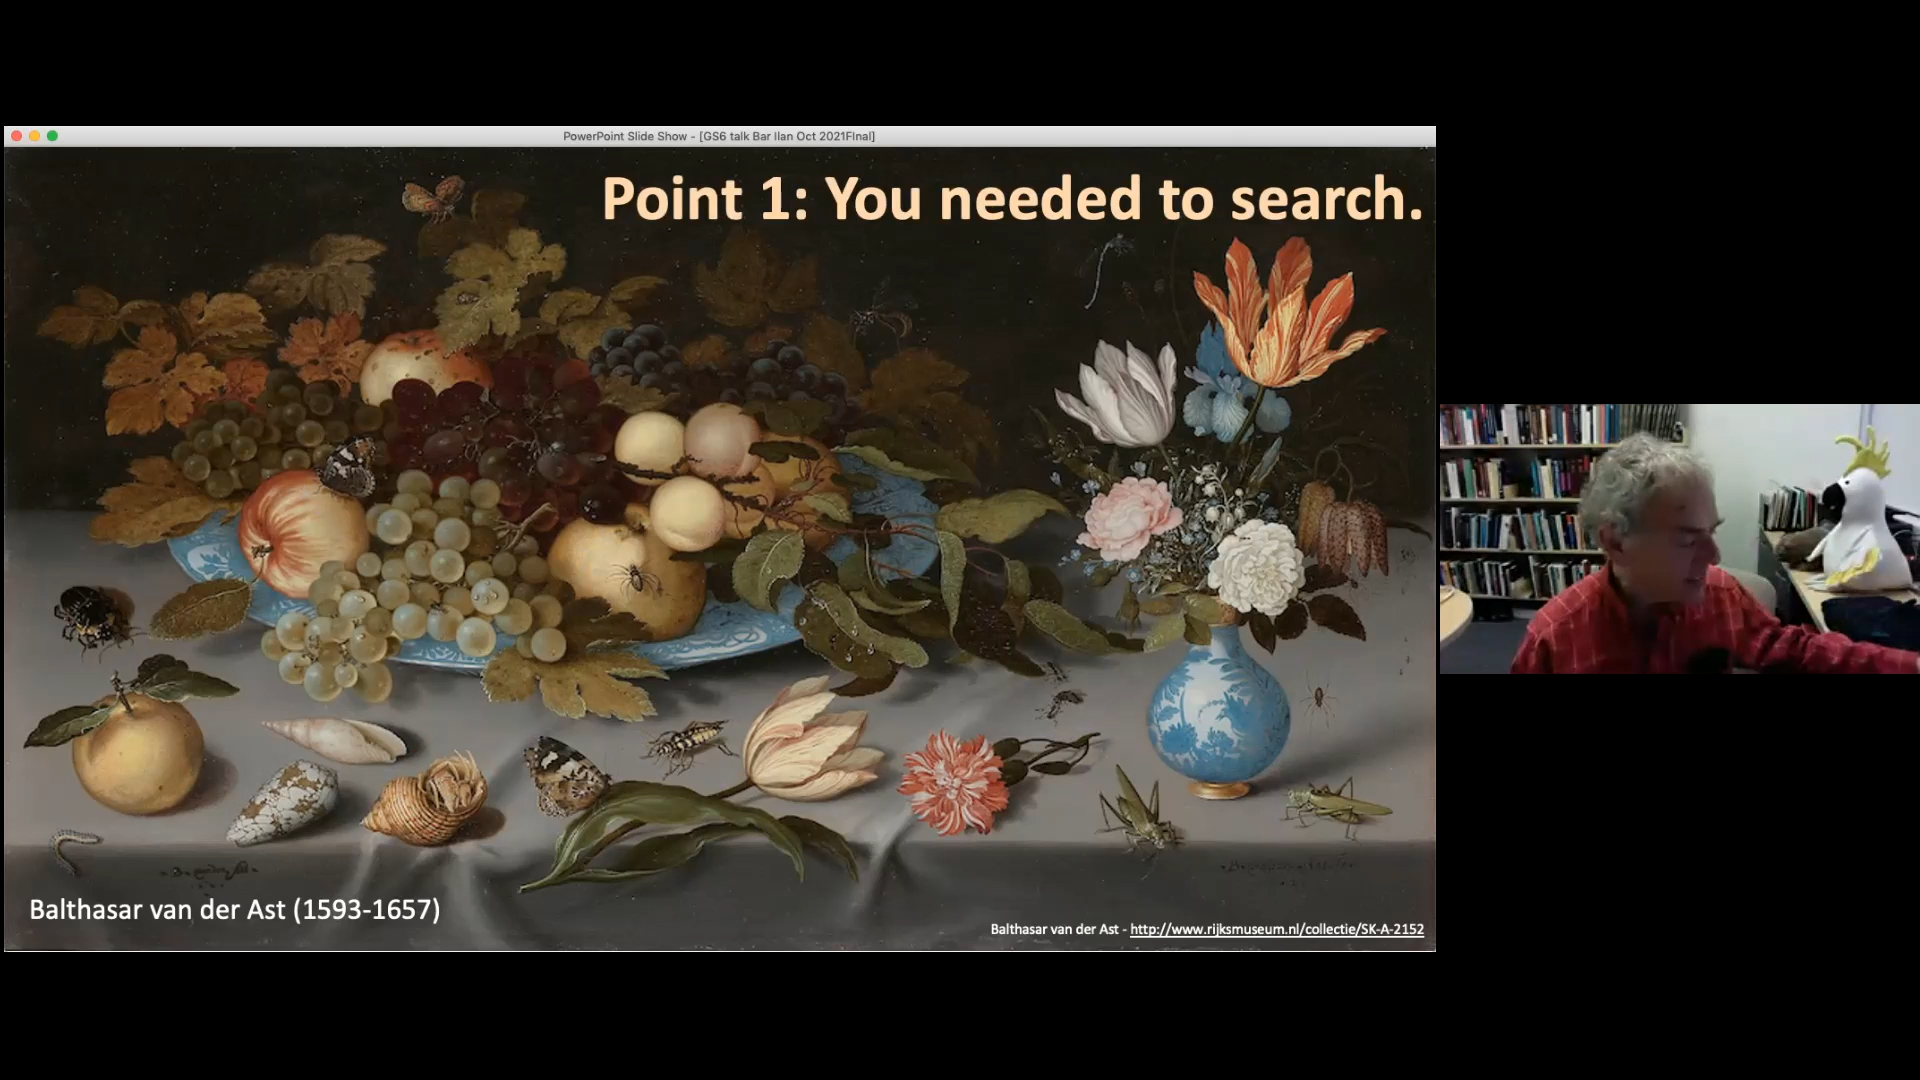 PowerPoint Slide Show - [GS6 talk Bar Ilan Oct 2021FInal]
Point 1: You needed to search.
Balthasar van der Ast (1593-1657)
Balthasar van der Ast - http://www.rijksmuseum.nl/collectie/SK-A-2152